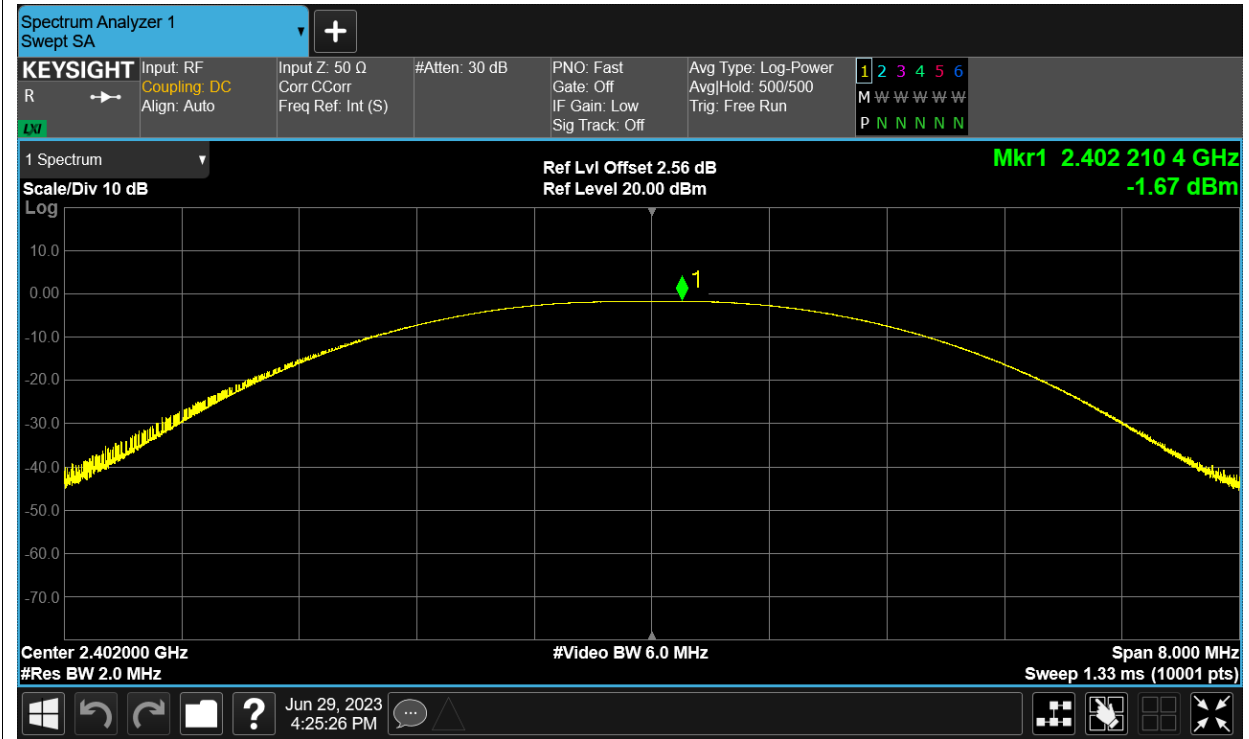 Spectrum Analyzer 1
Swept SA
KEYSIGHT
R
LXI
Input: RF
Coupling: DC
Align: Auto
Input Z: 50 Ω
Corr CCorr
Freq Ref: Int (S)
#Atten: 30 dB
PNO: Fast
Gate: Off
IF Gain: Low
Sig Track: Off
Avg Type: Log-Power
Avg|Hold: 500/500
Trig: Free Run
1 2 3 4 5 6
M W W W W W
P N N N N N
1 Spectrum
Scale/Div 10 dB
Log
Ref Lvl Offset 2.56 dB
Ref Level 20.00 dBm
Mkr1 2.402 210 4 GHz
-1.67 dBm
1
10.0
0.00
-10.0
-20.0
-30.0
-40.0
-50.0
-60.0
-70.0
Center 2.402000 GHz
#Res BW 2.0 MHz
#Video BW 6.0 MHz
Span 8.000 MHz
Sweep 1.33 ms (10001 pts)
?
Jun 29, 2023
4:25:26 PM